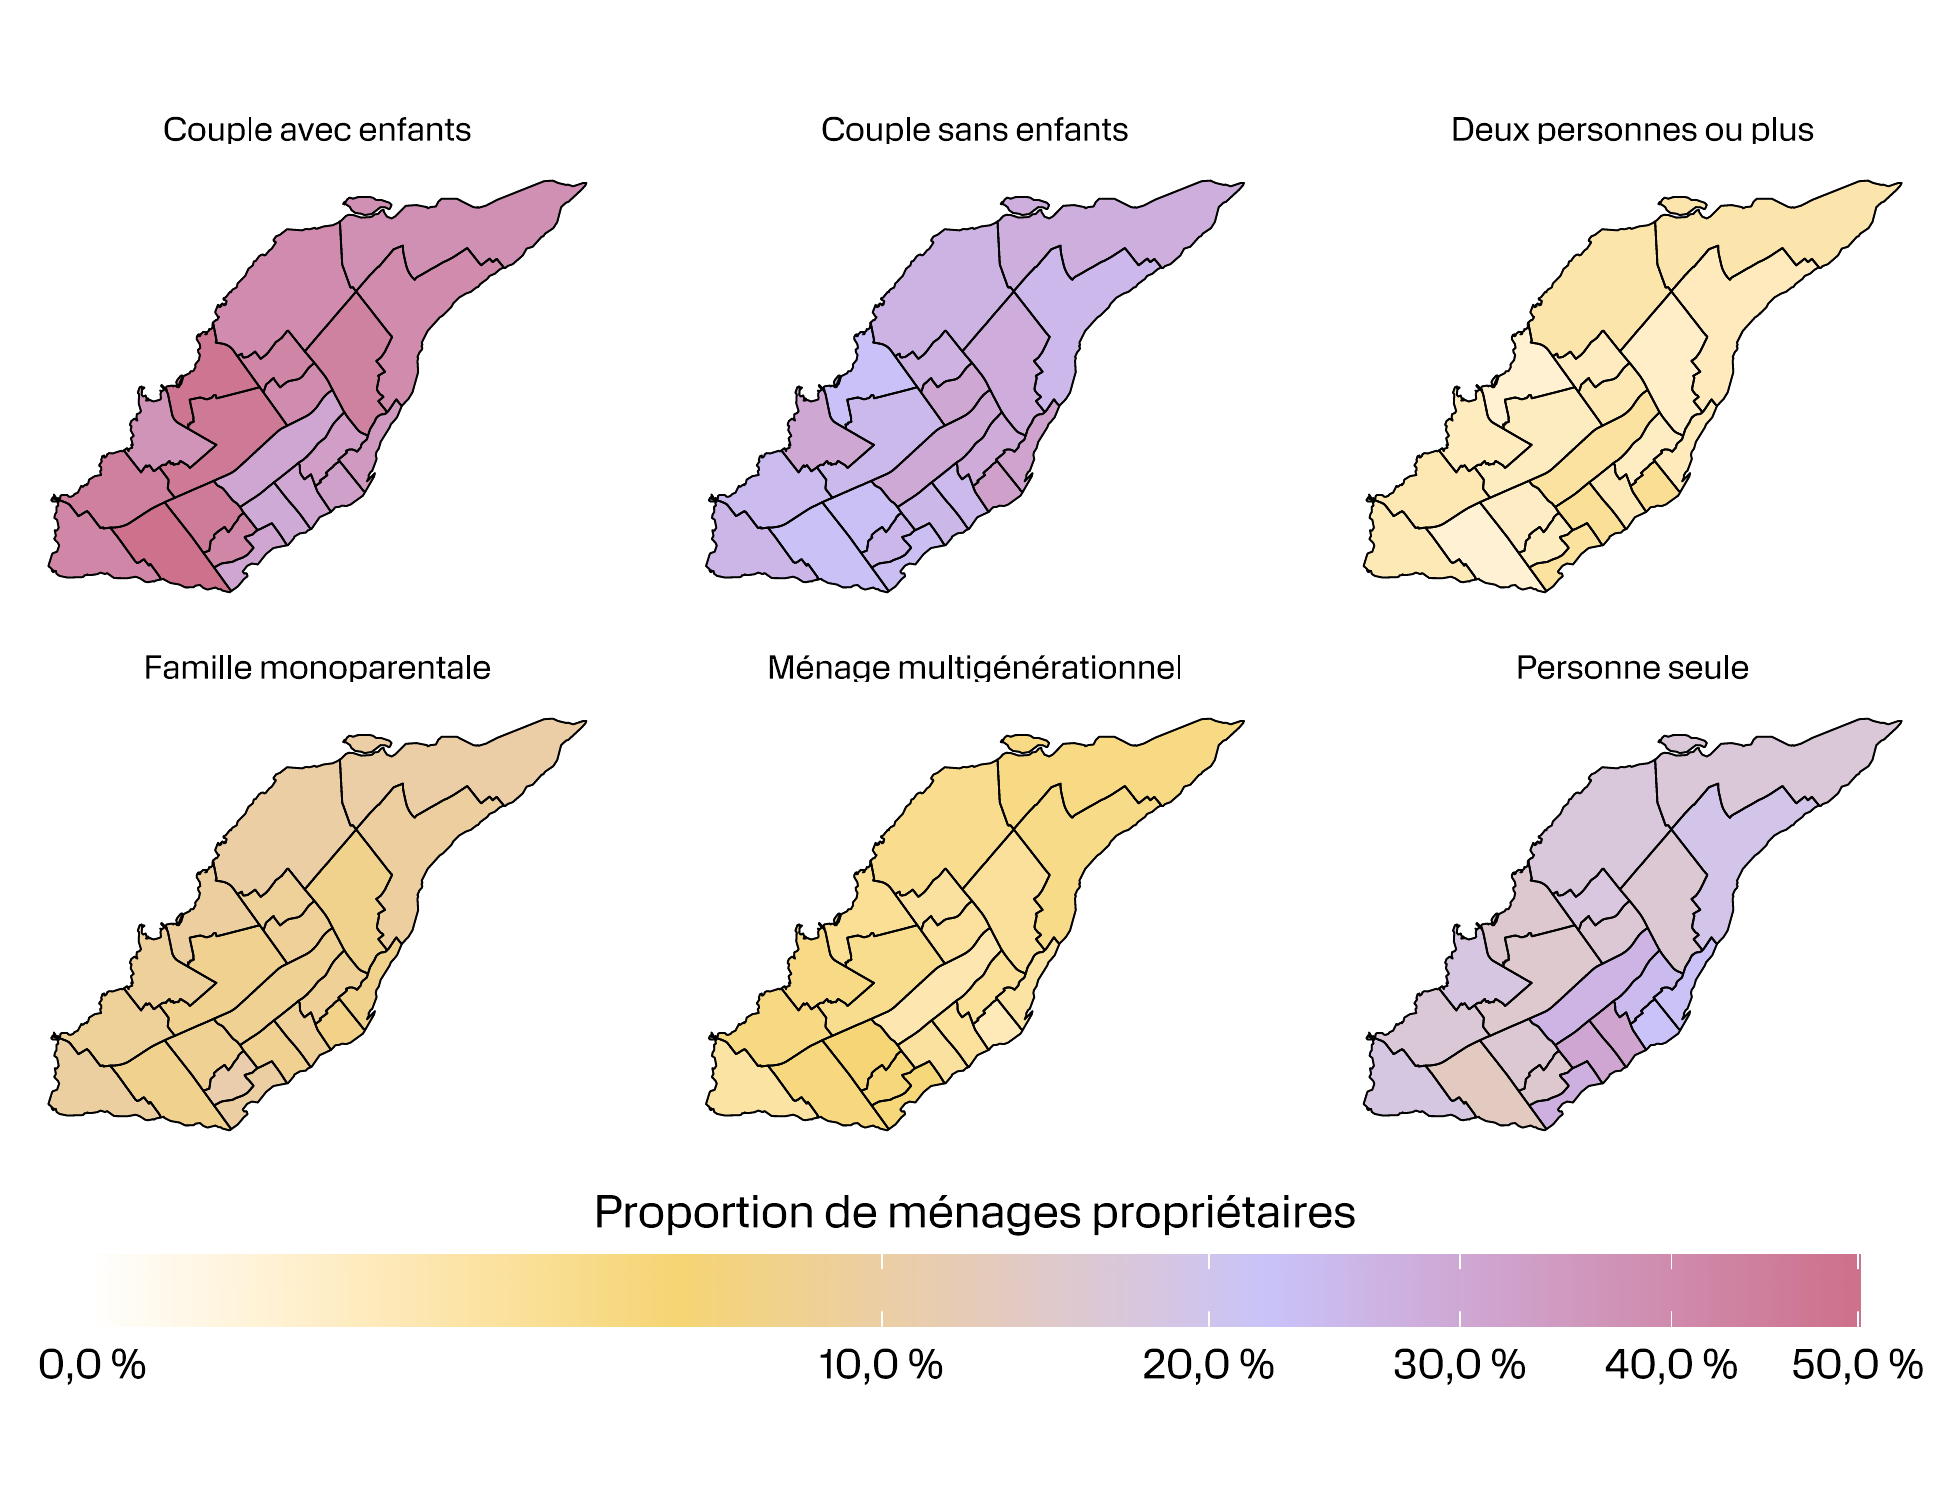 Couple avec enfants
Couple sans enfants
Deux personnes ou plus
Famille monoparentale
Ménage multigénérationnel
Personne seule
Proportion de ménages propriétaires
0,0 %
10,0 %
20,0 %
30,0 %
40,0 %
50,0 %